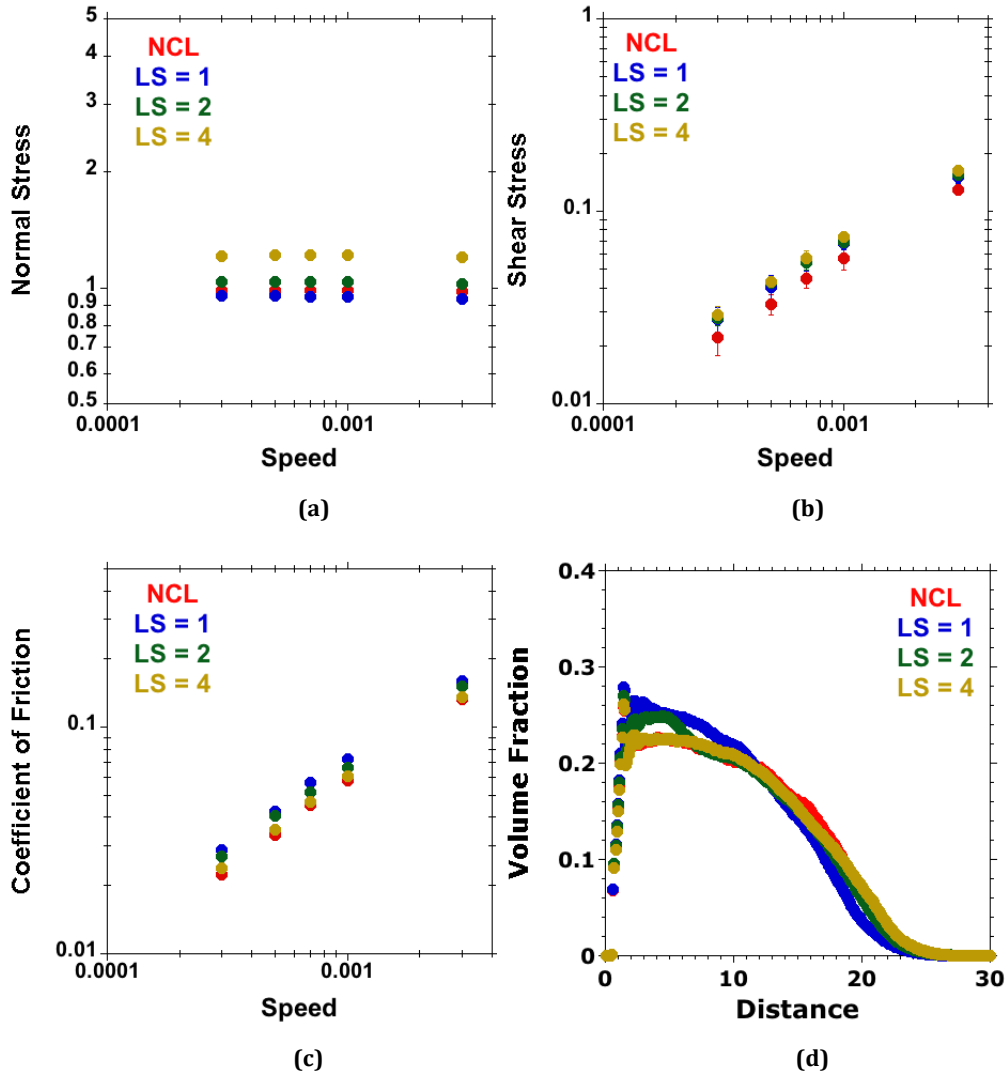 5
4
3
2
1
0.9
0.8
0.7
0.6
0.5
0.0001
0.001
NCL
LS = 1
LS = 2
LS = 4
Normal Stress
Speed
(a)
1
0.1
0.01
0.0001
0.001
NCL
LS = 1
LS = 2
LS = 4
Shear Stress
Speed
(b)
0.1
0.01
0.0001
0.001
NCL
LS = 1
LS = 2
LS = 4
Coefficient of Friction
Speed
(c)
0.4
0.3
0.2
0.1
0
0
10
20
30
NCL
LS = 1
LS = 2
LS = 4
Volume Fraction
Distance
(d)